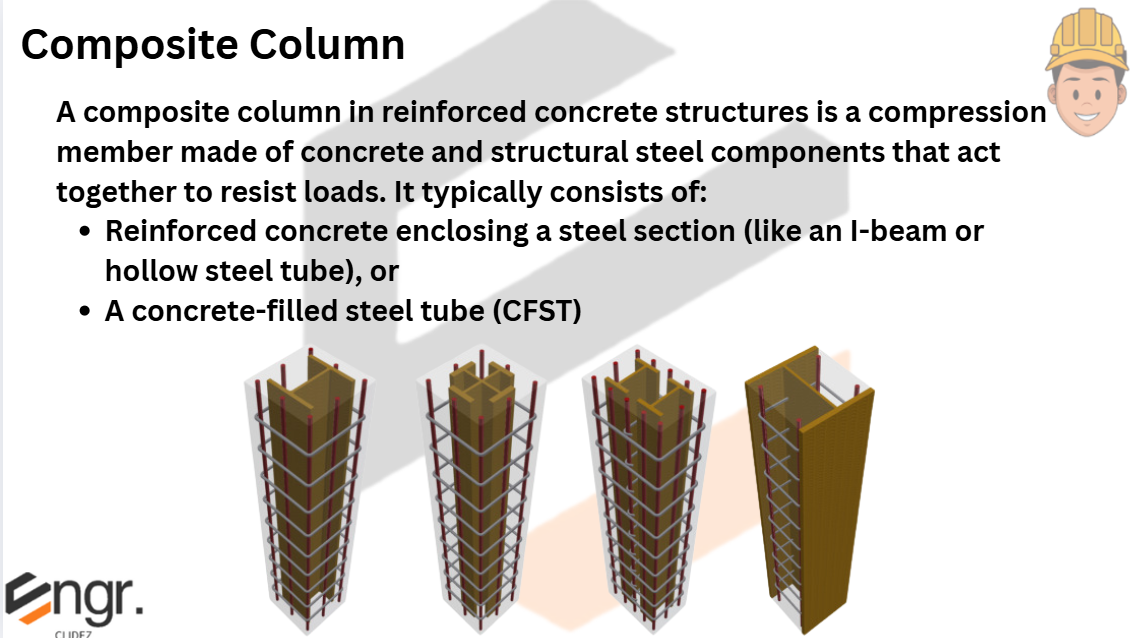 Composite Column
A composite column in reinforced concrete structures is a compression
member made of concrete and structural steel components that act
together to resist loads. It typically consists of:
• Reinforced concrete enclosing a steel section (like an I-beam or
hollow steel tube), or
• A concrete-filled steel tube (CFST)
Engr.